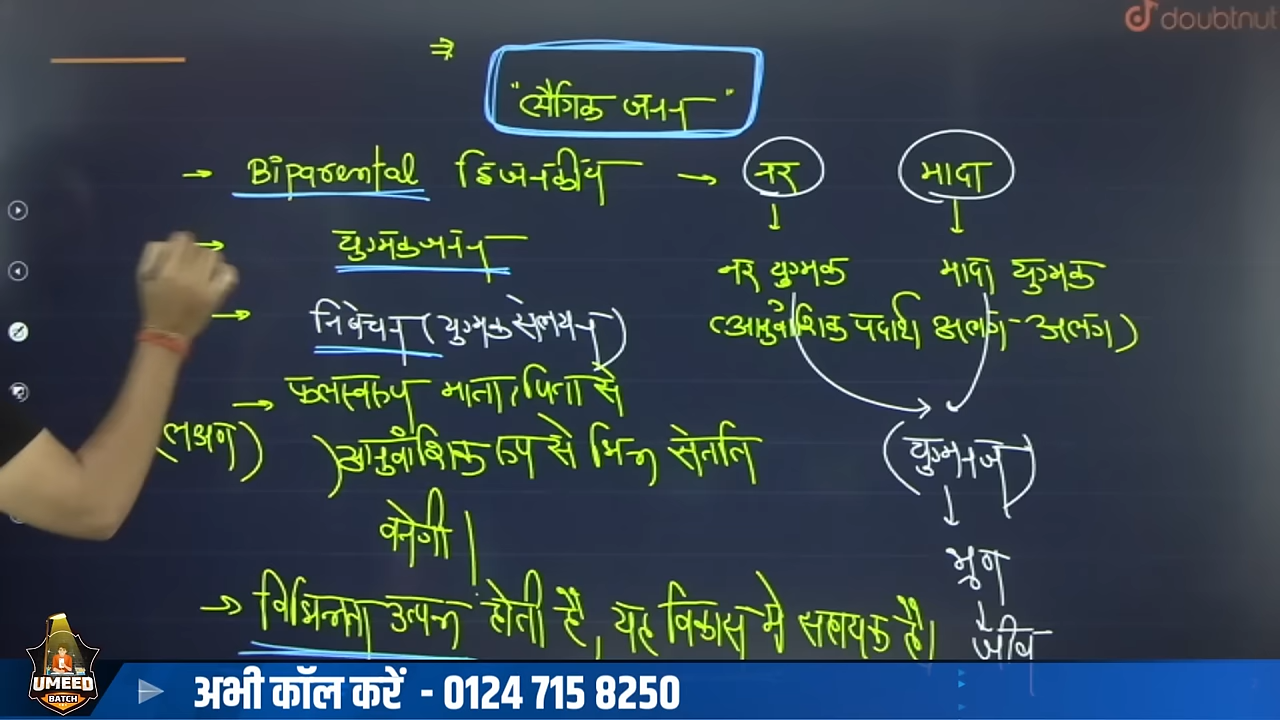 doubtnut
⇒ "लैंगिक जनन"
→ Biparental द्विजनकीय → नर मादा
→ युग्मकजनन
नर युग्मक मादा युग्मक
→ निषेचन (युग्मक संलयन)
(आनुवांशिक पदार्थ अलग-अलग)
→ फलस्वरूप माता, पिता से
(लक्षण) आनुवांशिक रूप से भिन्न संतति
(युग्मनज)
बनेगी।
भ्रूण
→ विभिन्नता उत्पन्न होती है, यह विकास में सहायक है।
जीव
UMEED
BATCH
अभी कॉल करें - 0124 715 8250